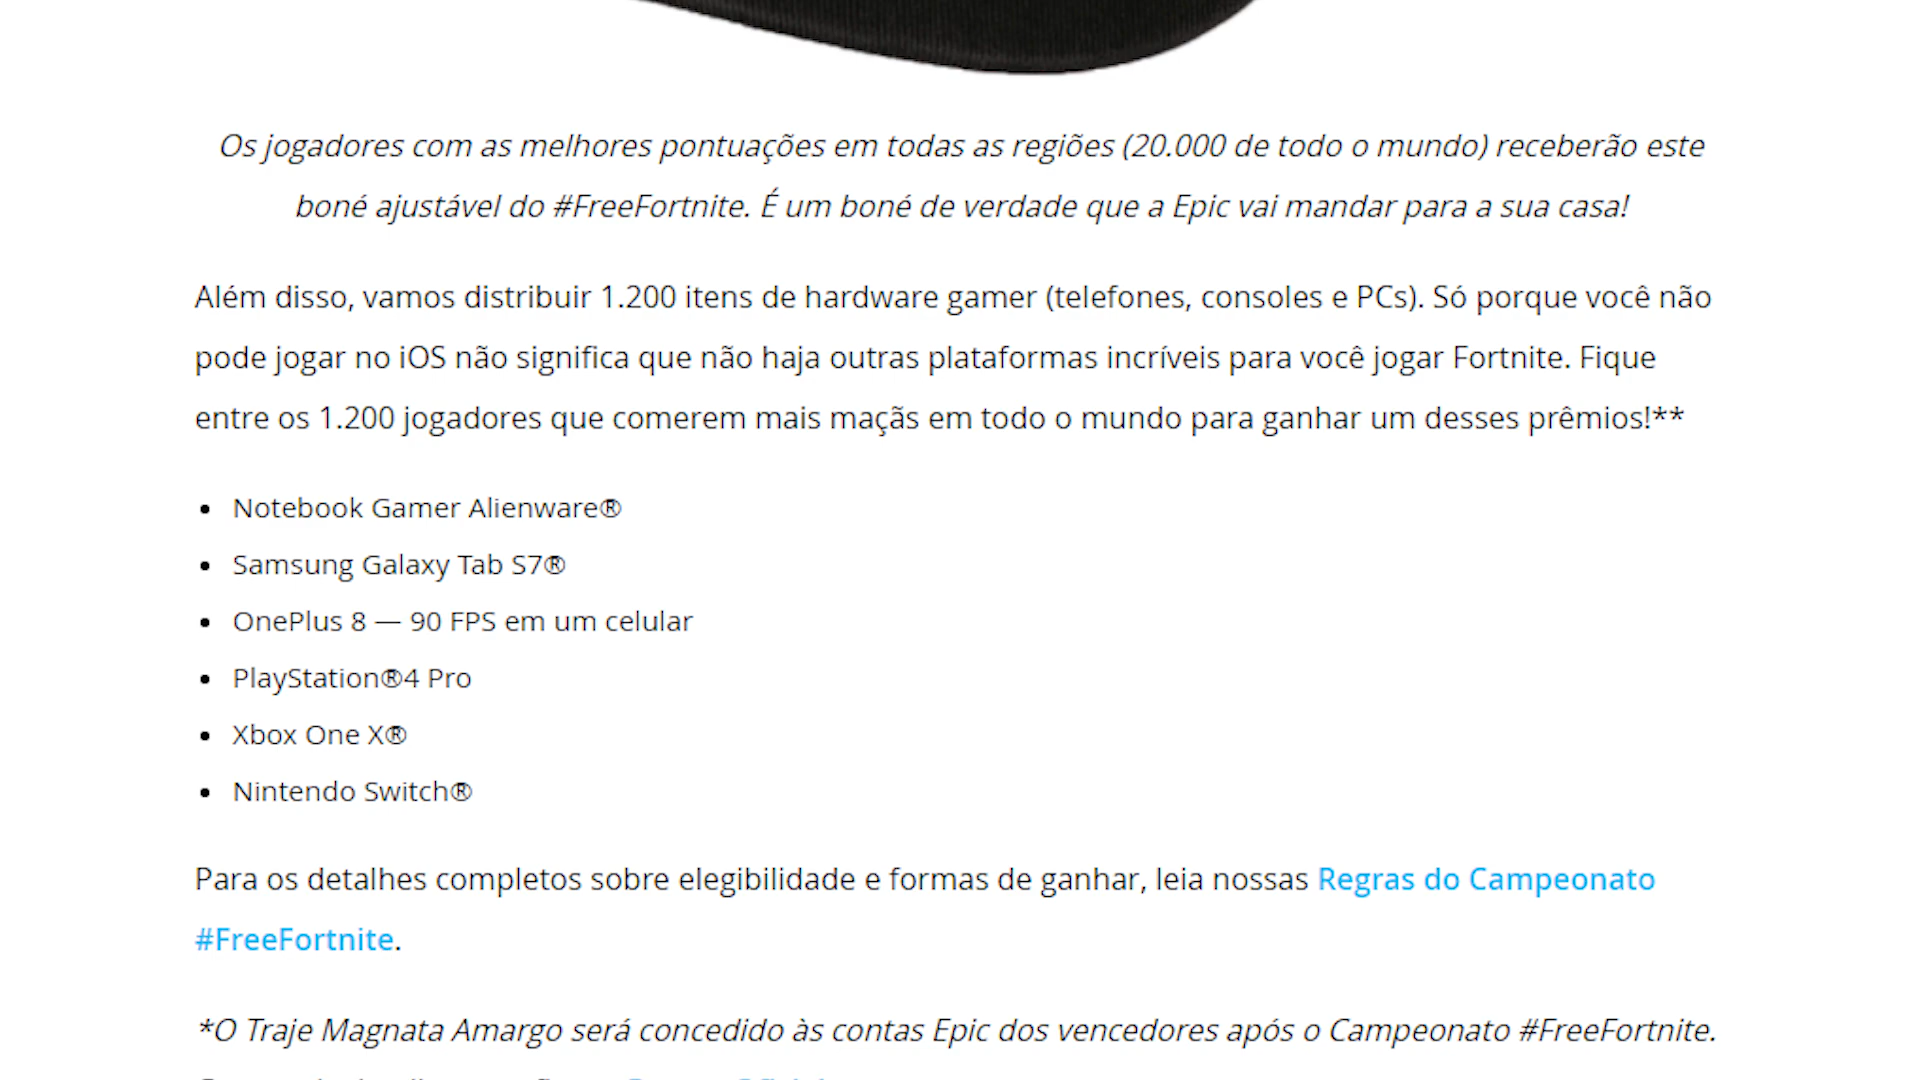 Os jogadores com as melhores pontuações em todas as regiões (20.000 de todo o mundo) receberão este
boné ajustável do #FreeFortnite. É um boné de verdade que a Epic vai mandar para a sua casa!
Além disso, vamos distribuir 1.200 itens de hardware gamer (telefones, consoles e PCs). Só porque você não
pode jogar no iOS não significa que não haja outras plataformas incríveis para você jogar Fortnite. Fique
entre os 1.200 jogadores que comerem mais maçãs em todo o mundo para ganhar um desses prêmios!**
• Notebook Gamer Alienware®
• Samsung Galaxy Tab S7®
• OnePlus 8 — 90 FPS em um celular
• PlayStation®4 Pro
• Xbox One X®
• Nintendo Switch®
Para os detalhes completos sobre elegibilidade e formas de ganhar, leia nossas Regras do Campeonato
#FreeFortnite.
*O Traje Magnata Amargo será concedido às contas Epic dos vencedores após o Campeonato #FreeFortnite.